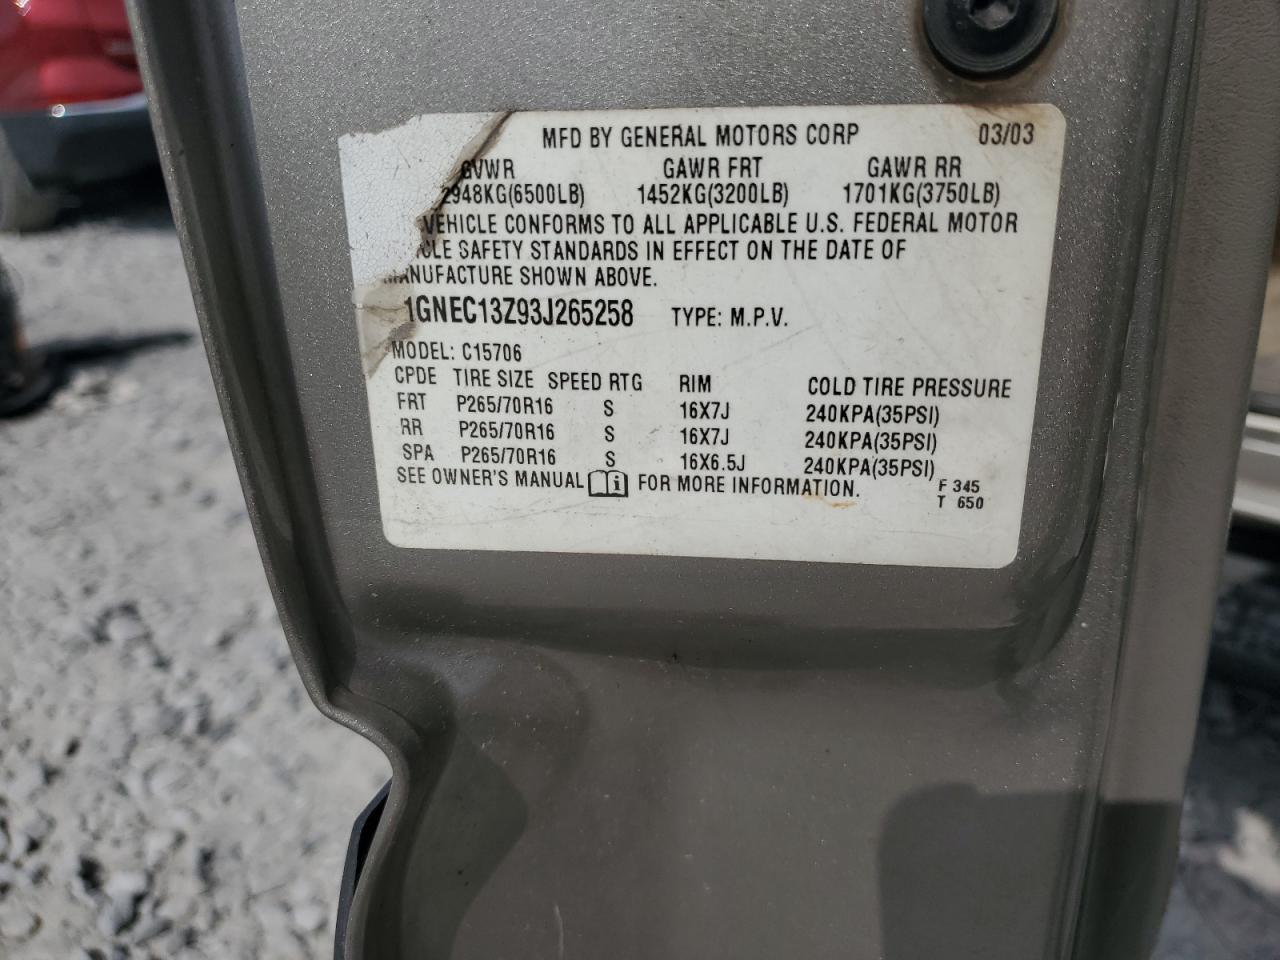 MFD BY GENERAL MOTORS CORP 03/03
GVWR GAWR FRT GAWR RR
2948KG(6500LB) 1452KG(3200LB) 1701KG(3750LB)
VEHICLE CONFORMS TO ALL APPLICABLE U.S. FEDERAL MOTOR
SAFETY STANDARDS IN EFFECT ON THE DATE OF
MANUFACTURE SHOWN ABOVE.
1GNEC13Z93J265258 TYPE: M.P.V.
MODEL: C15706
CPDE TIRE SIZE SPEED RTG RIM COLD TIRE PRESSURE
FRT P265/70R16 S 16X7J 240KPA(35PSI)
RR P265/70R16 S 16X7J 240KPA(35PSI)
SPA P265/70R16 S 16X6.5J 240KPA(35PSI)
SEE OWNER'S MANUAL i FOR MORE INFORMATION. F 345
T 650